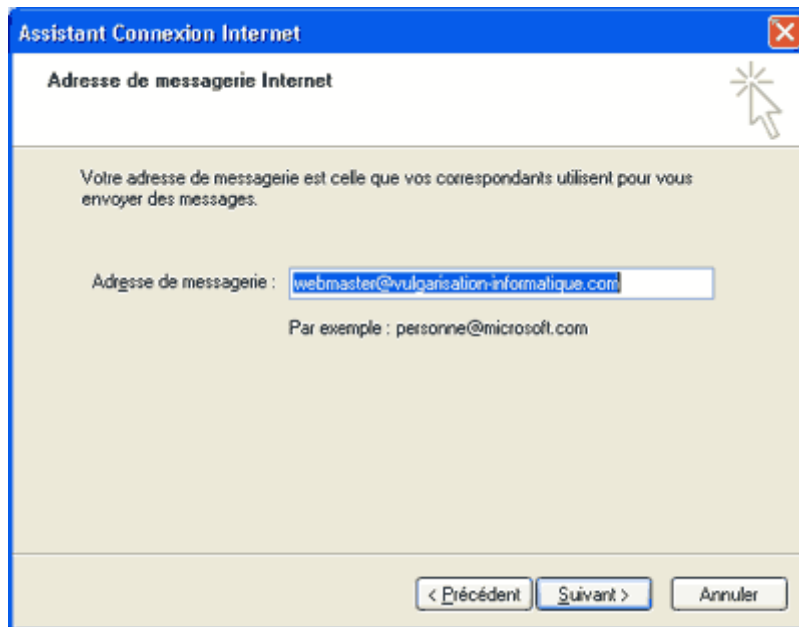 Assistant Connexion Internet
Adresse de messagerie Internet
Votre adresse de messagerie est celle que vos correspondants utilisent pour vous
envoyer des messages.
Adresse de messagerie : webmaster@vulgarisation-informatique.com
Par exemple : personne@microsoft.com
< Précédent Suivant > Annuler